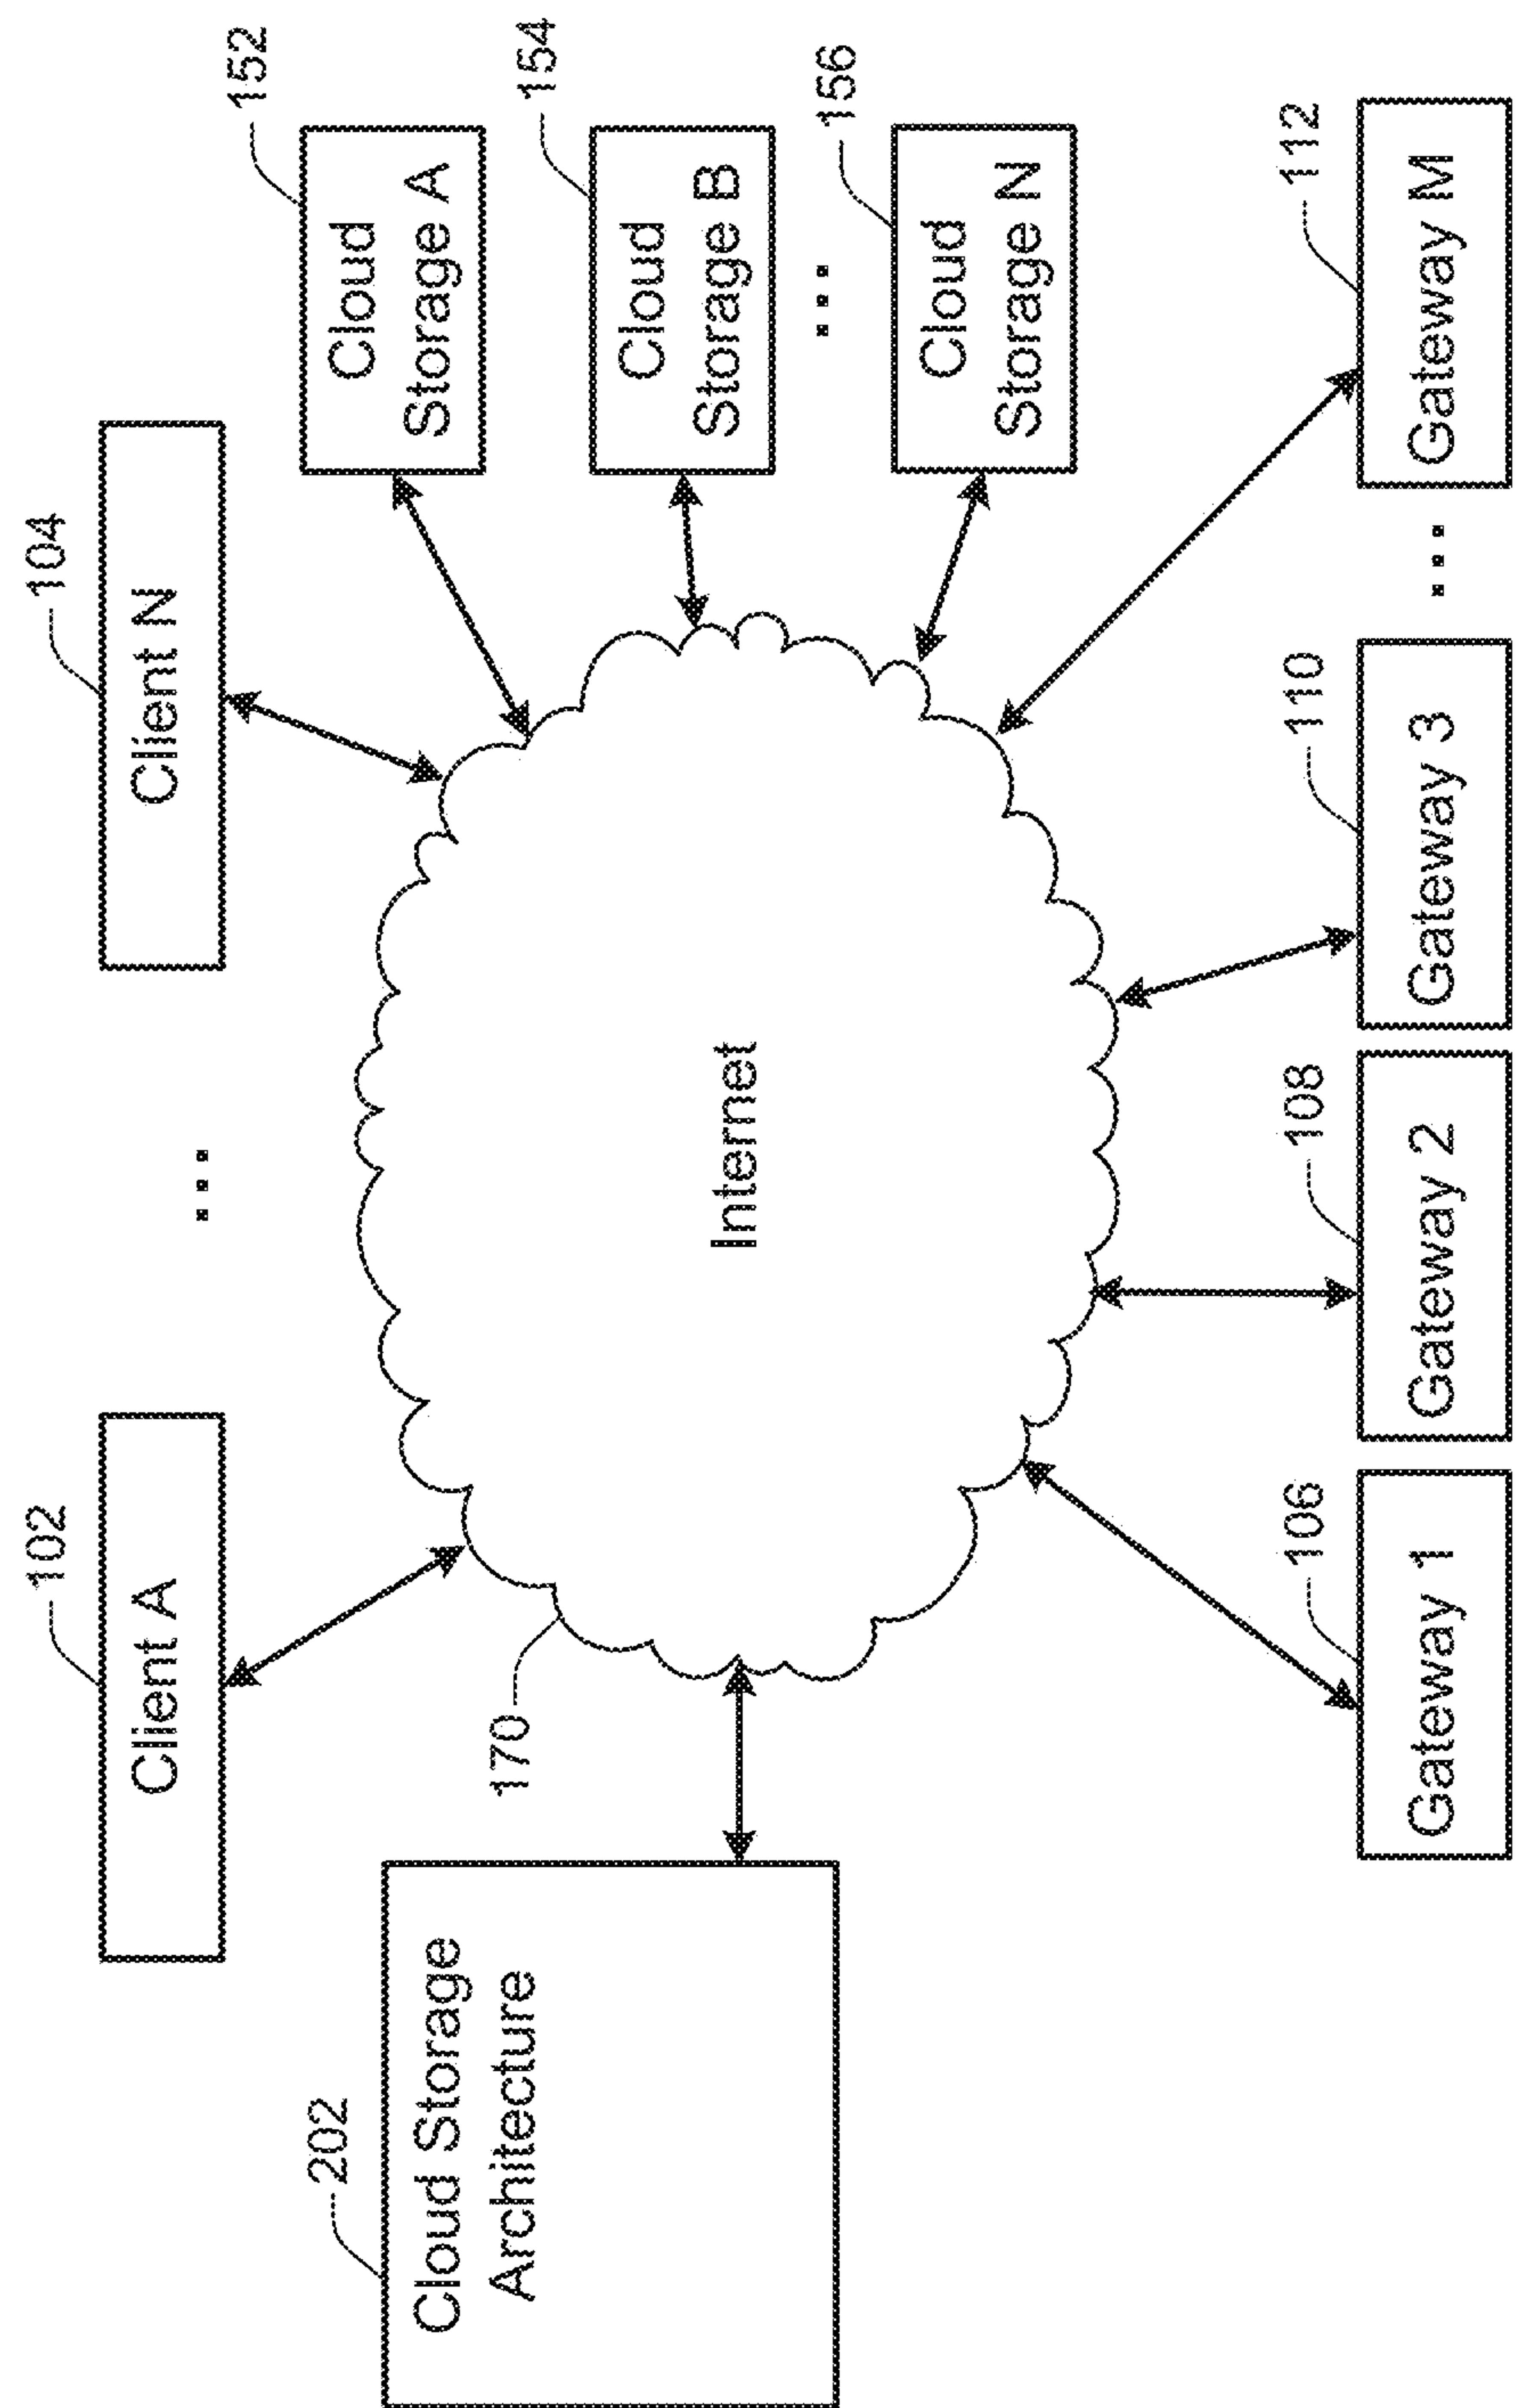 102
Client A
...
104
Client N
202
Cloud Storage
Architecture
170
Internet
152
Cloud
Storage A
154
Cloud
Storage B
...
156
Cloud
Storage N
106
Gateway 1
108
Gateway 2
110
Gateway 3
...
112
Gateway M